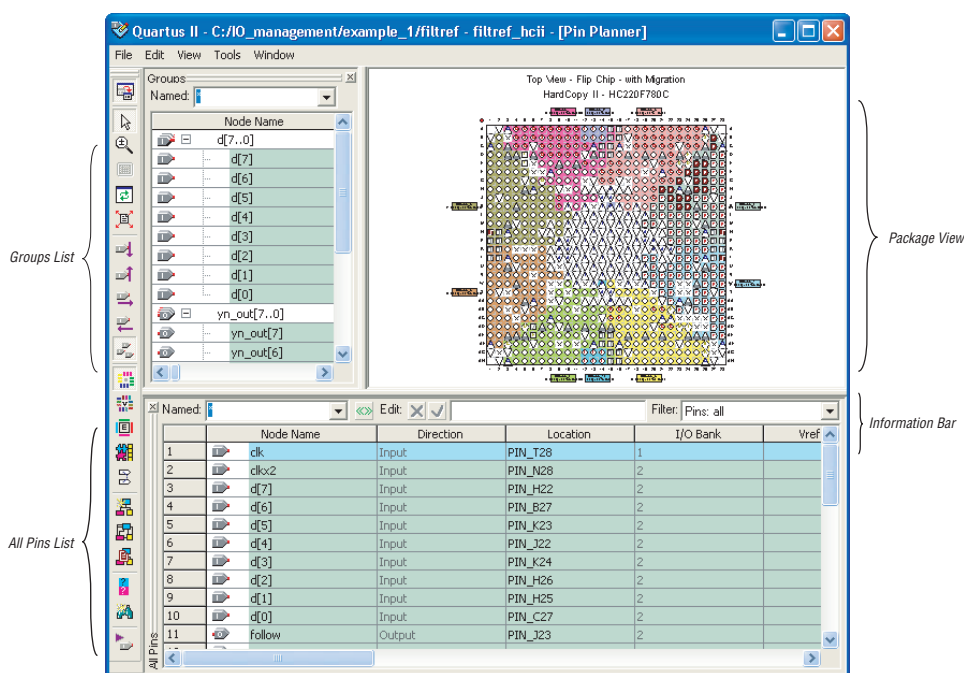 Quartus II - C:/IO_management/example_1/filtref - filtref_hcii - [Pin Planner]
File Edit View Tools Window
Groups
Named: *
Node Name
d[7..0]
d[7]
d[6]
d[5]
d[4]
d[3]
d[2]
d[1]
d[0]
yn_out[7..0]
yn_out[7]
yn_out[6]
Top View - Flip Chip - with Migration
HardCopy II - HC220F780C
Groups List
Package View
Information Bar
All Pins List
Named: * Edit: Filter: Pins: all
Node Name Direction Location I/O Bank Vref
1 clk Input PIN_T28 1
2 clkx2 Input PIN_N28 2
3 d[7] Input PIN_H22 2
4 d[6] Input PIN_B27 2
5 d[5] Input PIN_K23 2
6 d[4] Input PIN_J22 2
7 d[3] Input PIN_K24 2
8 d[2] Input PIN_H26 2
9 d[1] Input PIN_H25 2
10 d[0] Input PIN_C27 2
11 follow Output PIN_J23 2
All Pins